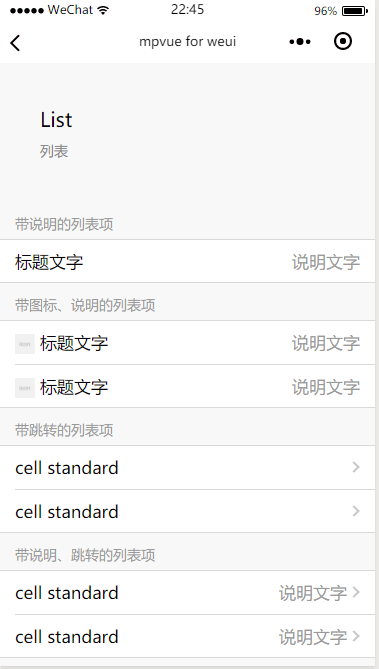 WeChat 22:45 96%
mpvue for weui
List
列表
带说明的列表项
标题文字 说明文字
带图标、说明的列表项
标题文字 说明文字
标题文字 说明文字
带跳转的列表项
cell standard
cell standard
带说明、跳转的列表项
cell standard 说明文字
cell standard 说明文字